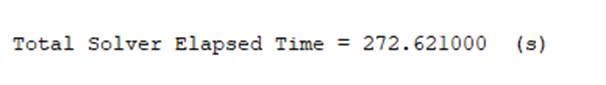 Total Solver Elapsed Time = 272.621000  (s)